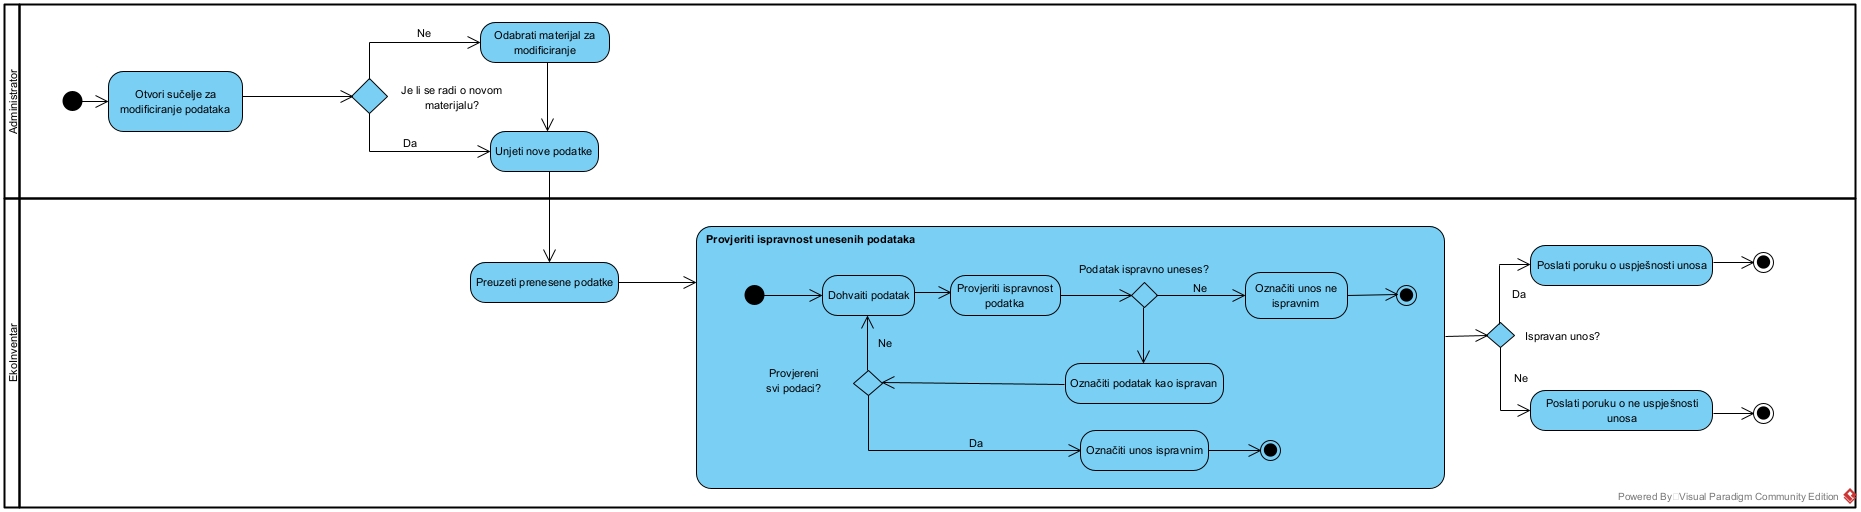 Administrator
Otvori sučelje za
modificiranje podataka
Ne
Je li se radi o novom
materijalu?
Da
Odabrati materijal za
modificiranje
Unjeti nove podatke
EkoInventar
Preuzeti prenesene podatke
Provjeriti ispravnost unesenih podataka
Dohvaiti podatak
Provjeriti ispravnost
podatka
Podatak ispravno uneses?
Ne
Označiti unos ne
ispravnim
Označiti podatak kao ispravan
Ne
Provjereni
svi podaci?
Da
Označiti unos ispravnim
Poslati poruku o uspješnosti unosa
Da
Ispravan unos?
Ne
Poslati poruku o ne uspješnosti
unosa
Powered By Visual Paradigm Community Edition